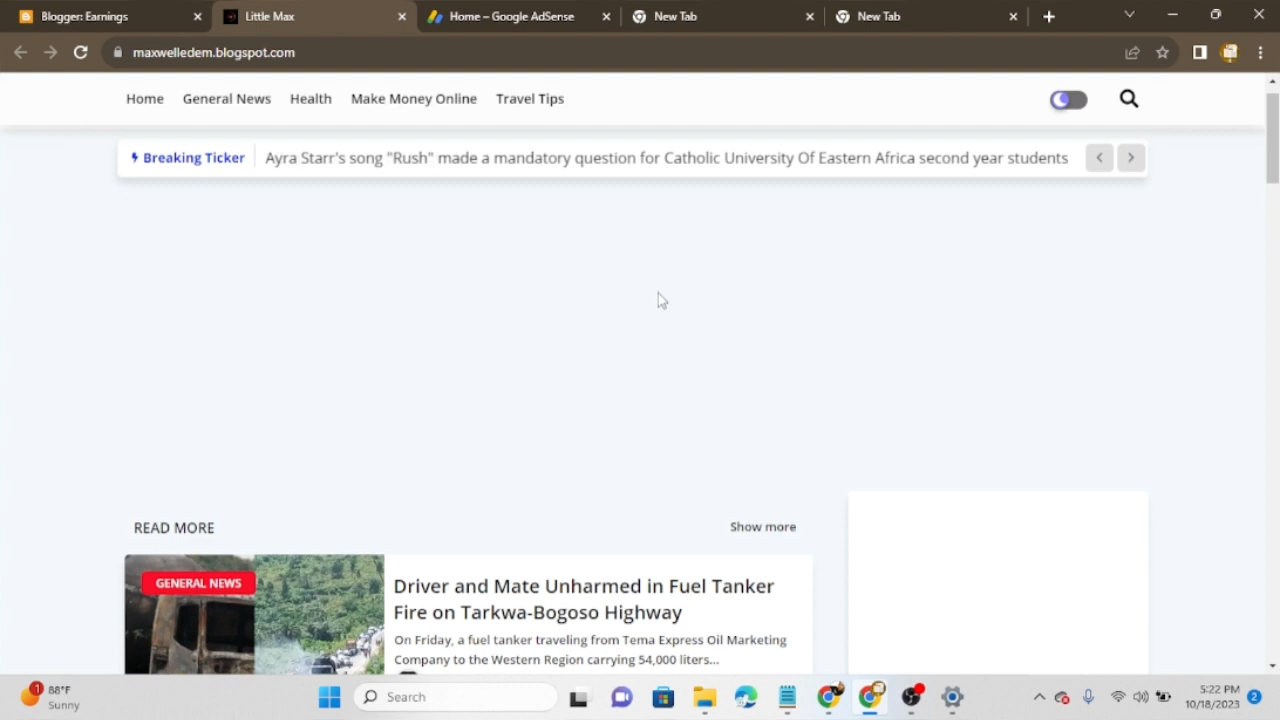 Blogger: Earnings
Little Max
Home – Google AdSense
New Tab
New Tab
maxwelledem.blogspot.com
Home General News Health Make Money Online Travel Tips
Breaking Ticker Ayra Starr's song "Rush" made a mandatory question for Catholic University Of Eastern Africa second year students
READ MORE Show more
GENERAL NEWS
Driver and Mate Unharmed in Fuel Tanker
Fire on Tarkwa-Bogoso Highway
On Friday, a fuel tanker traveling from Tema Express Oil Marketing
Company to the Western Region carrying 54,000 liters...
1
88°F
Sunny
Search
5:22 PM
10/18/2023
2